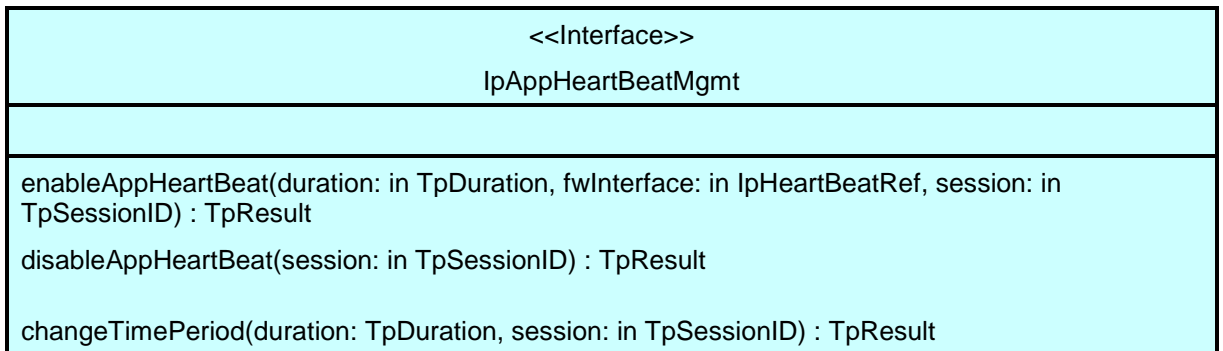 <<Interface>>
IpAppHeartBeatMgmt
enableAppHeartBeat(duration: in TpDuration, fwInterface: in IpHeartBeatRef, session: in
TpSessionID) : TpResult
disableAppHeartBeat(session: in TpSessionID) : TpResult
changeTimePeriod(duration: TpDuration, session: in TpSessionID) : TpResult